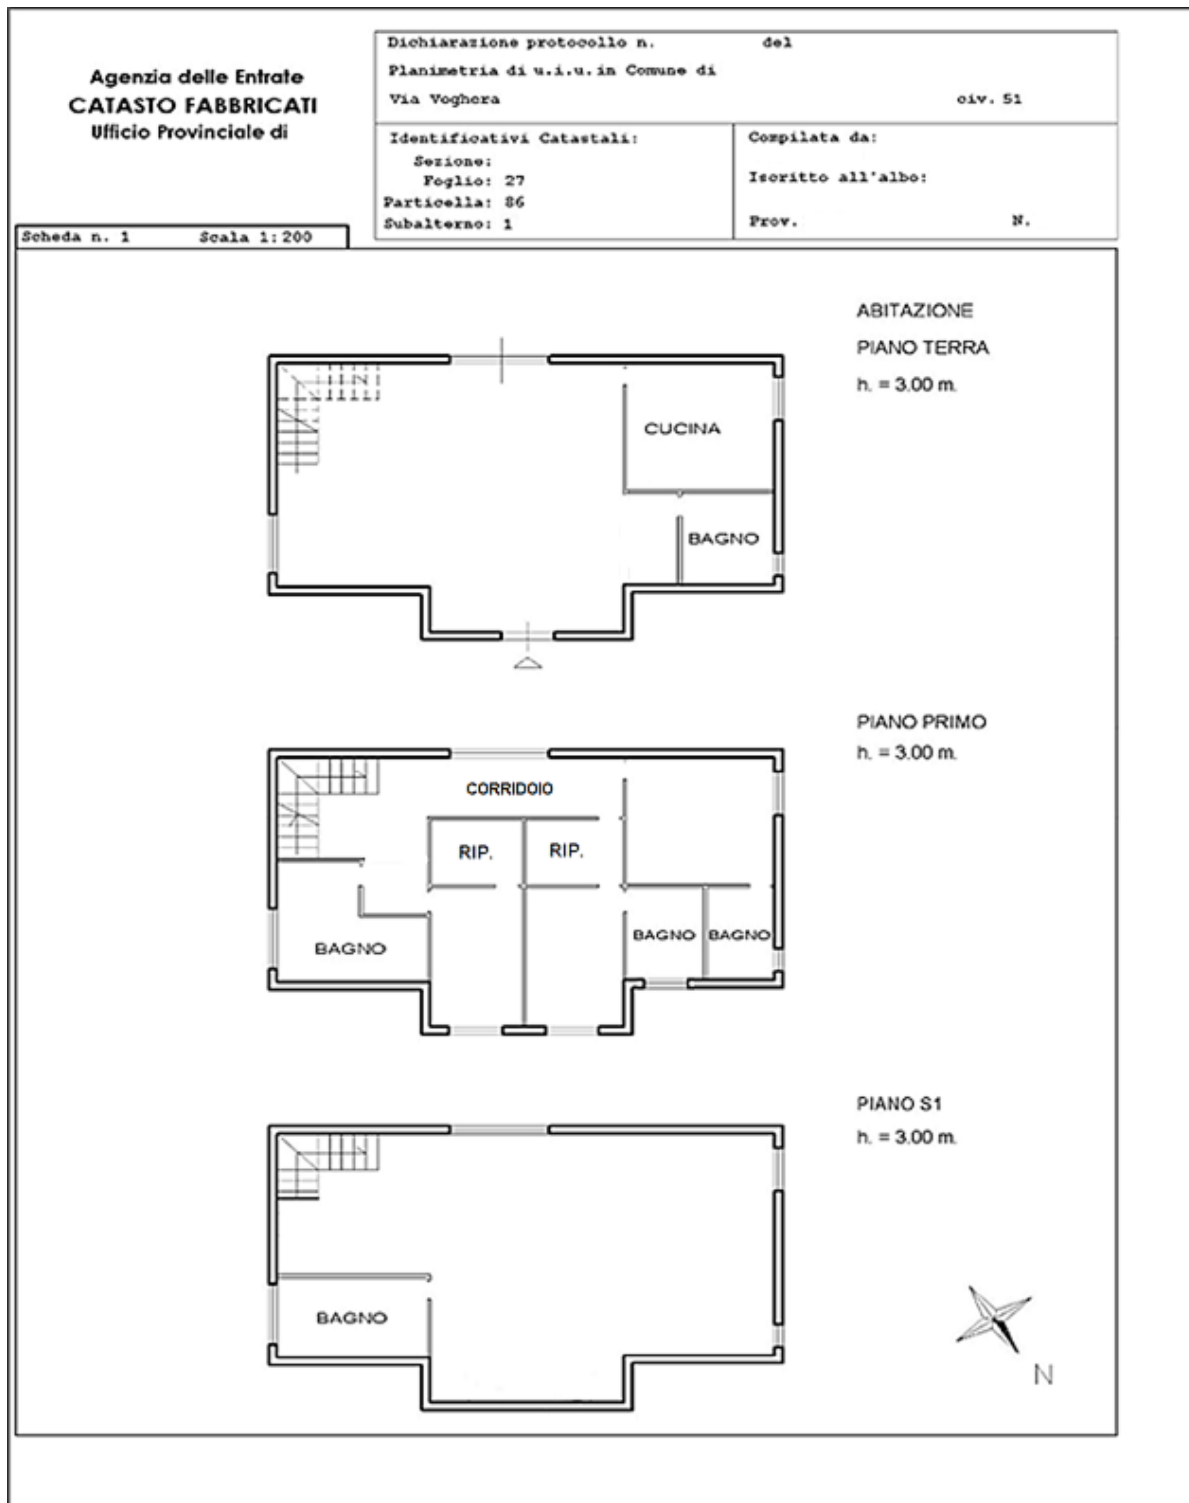 Agenzia delle Entrate
CATASTO FABBRICATI
Ufficio Provinciale di
Dichiarazione protocollo n. del
Planimetria di u.i.u. in Comune di
Via Voghera civ. 51
Identificativi Catastali:
Sezione:
Foglio: 27
Particella: 86
Subalterno: 1
Compilata da:
Iscritto all'albo:
Prov. N.
Scheda n. 1 Scala 1:200
ABITAZIONE
PIANO TERRA
h. = 3.00 m.
CUCINA
BAGNO
PIANO PRIMO
h. = 3.00 m.
CORRIDOIO
RIP. RIP.
BAGNO BAGNO BAGNO
PIANO S1
h. = 3.00 m.
BAGNO
N